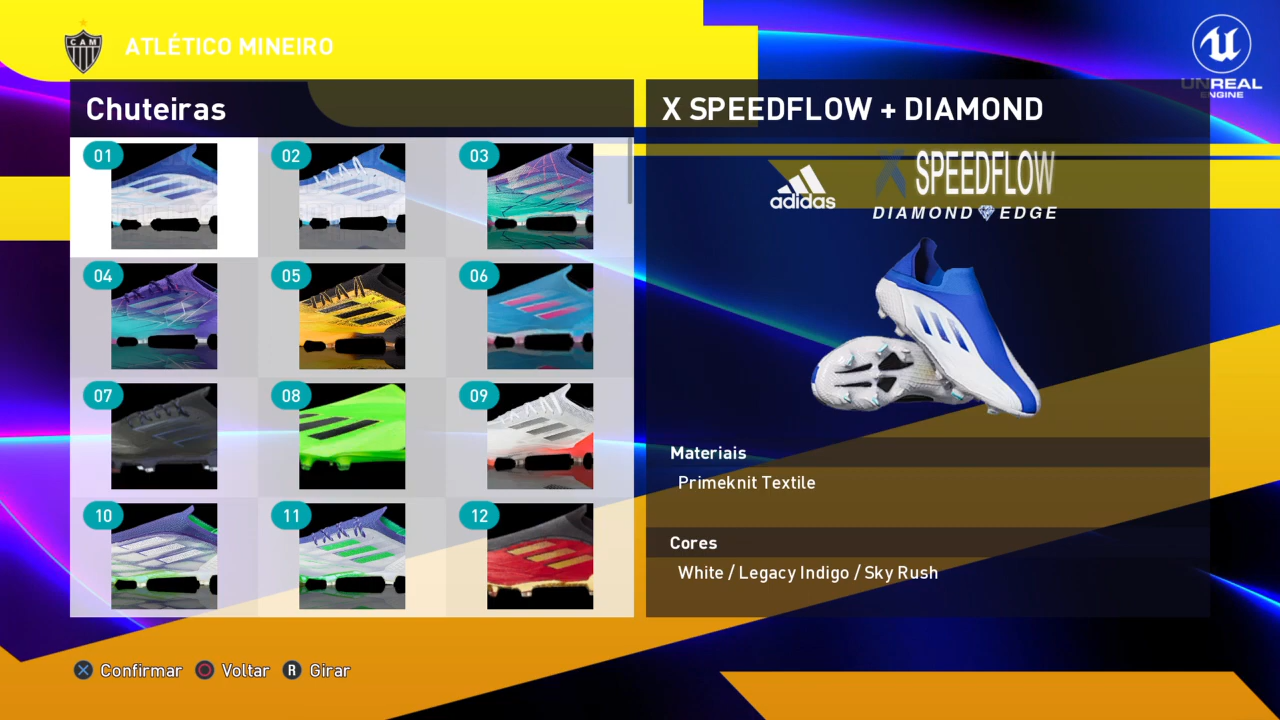 CAM
ATLÉTICO MINEIRO
UNREAL
ENGINE
Chuteiras
X SPEEDFLOW + DIAMOND
01
02
03
adidas
X SPEEDFLOW
DIAMOND EDGE
04
05
06
07
08
09
Materiais
Primeknit Textile
10
11
12
Cores
White / Legacy Indigo / Sky Rush
Confirmar
Voltar
R
Girar